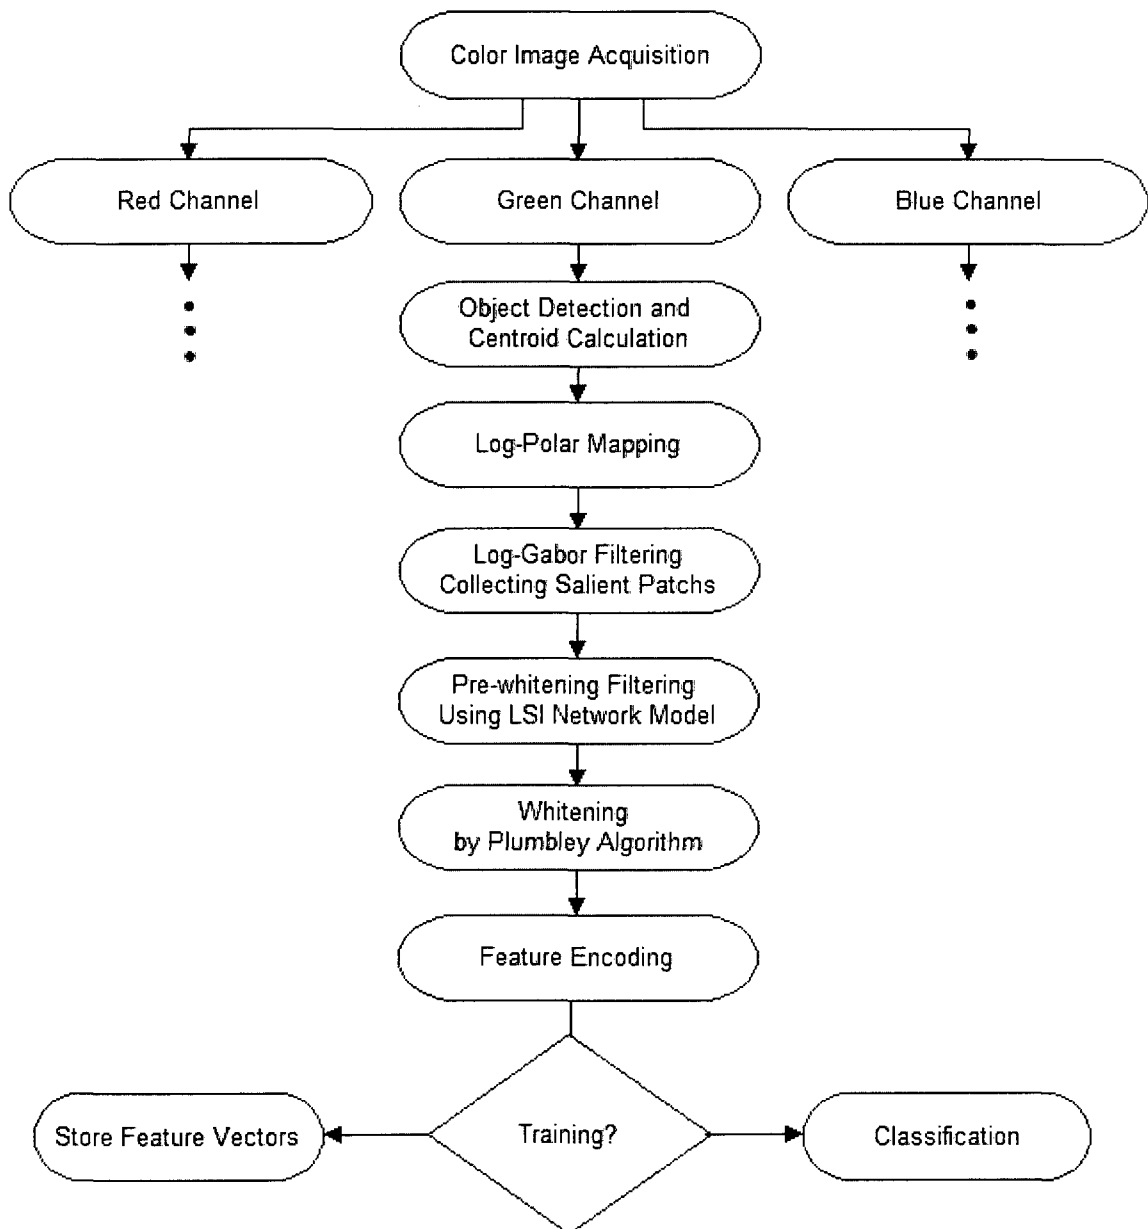 Color Image Acquisition
Red Channel
Green Channel
Blue Channel
Object Detection and
Centroid Calculation
Log-Polar Mapping
Log-Gabor Filtering
Collecting Salient Patchs
Pre-whitening Filtering
Using LSI Network Model
Whitening
by Plumbley Algorithm
Feature Encoding
Store Feature Vectors
Training?
Classification